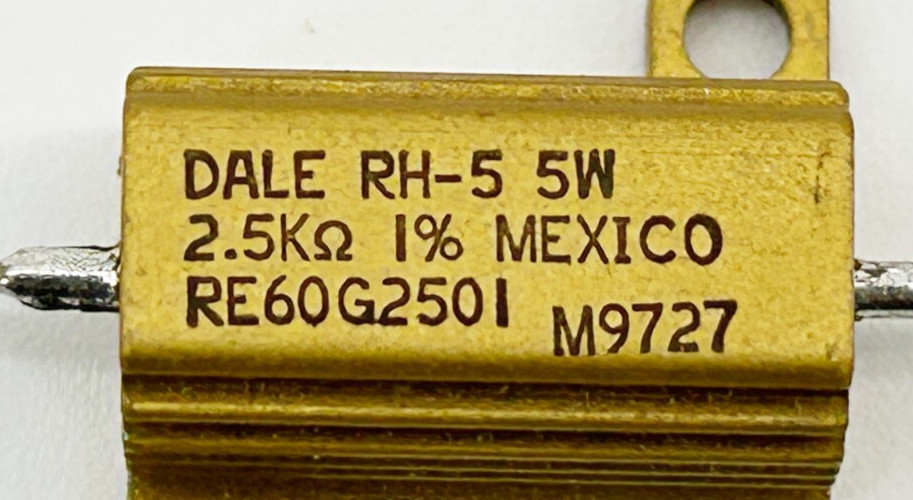 DALE RH-5 5W
2.5KΩ 1% MEXICO
RE60G2501 M9727